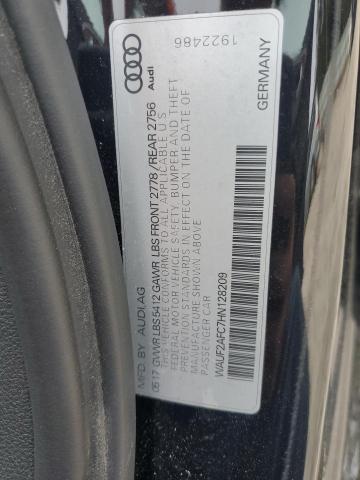 MFD. BY AUDI AG
05 17 GVWR LBS 5412 GAWR LBS FRONT 2778 / REAR 2756
THIS VEHICLE CONFORMS TO ALL APPLICABLE U.S
FEDERAL MOTOR VEHICLE SAFETY, BUMPER AND THEFT
PREVENTION STANDARDS IN EFFECT ON THE DATE OF
MANUFACTURE SHOWN ABOVE
PASSENGER CAR
WAUF2AFC7HN128209
Audi
1922486
GERMANY